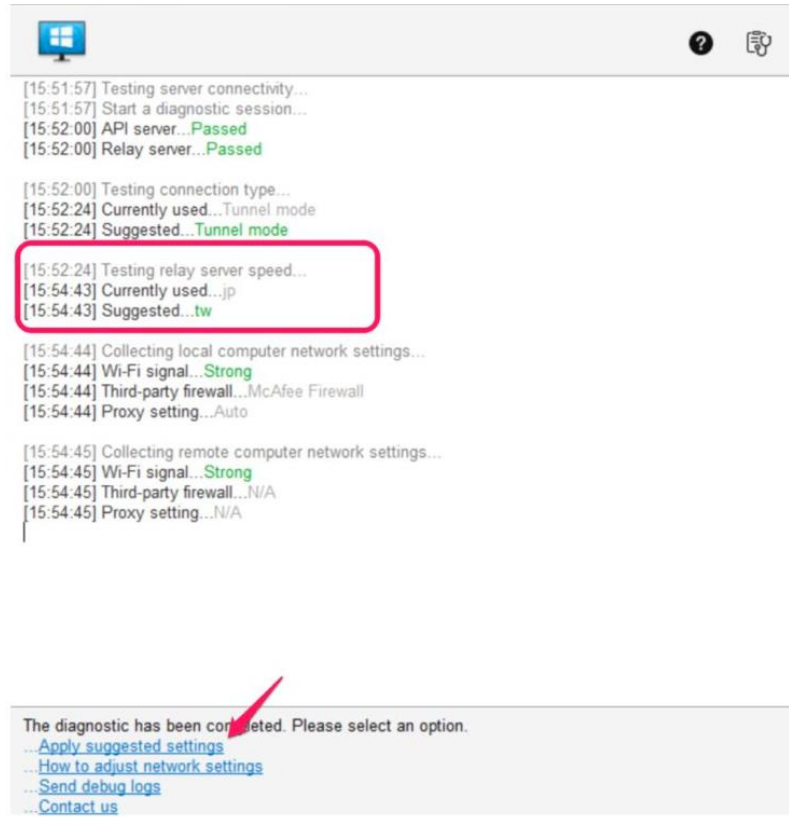 [15:51:57] Testing server connectivity...
[15:51:57] Start a diagnostic session...
[15:52:00] API server...Passed
[15:52:00] Relay server...Passed
[15:52:00] Testing connection type...
[15:52:24] Currently used...Tunnel mode
[15:52:24] Suggested...Tunnel mode
[15:52:24] Testing relay server speed...
[15:54:43] Currently used...jp
[15:54:43] Suggested...tw
[15:54:44] Collecting local computer network settings...
[15:54:44] Wi-Fi signal...Strong
[15:54:44] Third-party firewall...McAfee Firewall
[15:54:44] Proxy setting...Auto
[15:54:45] Collecting remote computer network settings...
[15:54:45] Wi-Fi signal...Strong
[15:54:45] Third-party firewall...N/A
[15:54:45] Proxy setting...N/A
The diagnostic has been completed. Please select an option.
...Apply suggested settings
...How to adjust network settings
...Send debug logs
...Contact us